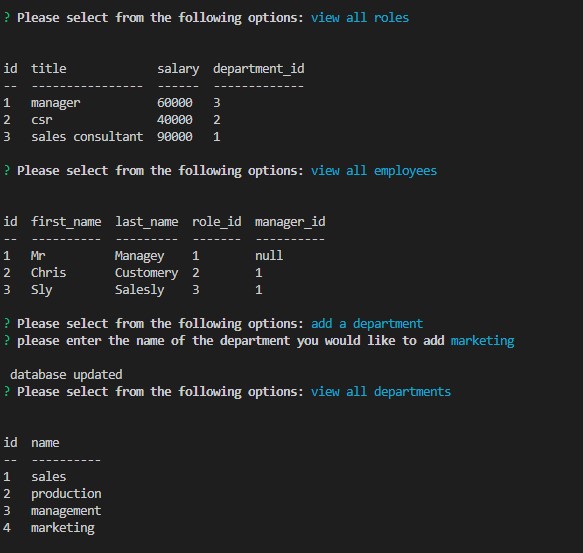 ? Please select from the following options: view all roles
id  title             salary  department_id
--  ----------------  ------  -------------
1   manager           60000   3
2   csr               40000   2
3   sales consultant  90000   1
? Please select from the following options: view all employees
id  first_name  last_name  role_id  manager_id
--  ----------  ---------  -------  ----------
1   Mr          Managey    1        null
2   Chris       Customery  2        1
3   Sly         Salesly    3        1
? Please select from the following options: add a department
? please enter the name of the department you would like to add marketing
database updated
? Please select from the following options: view all departments
id  name
--  ----------
1   sales
2   production
3   management
4   marketing